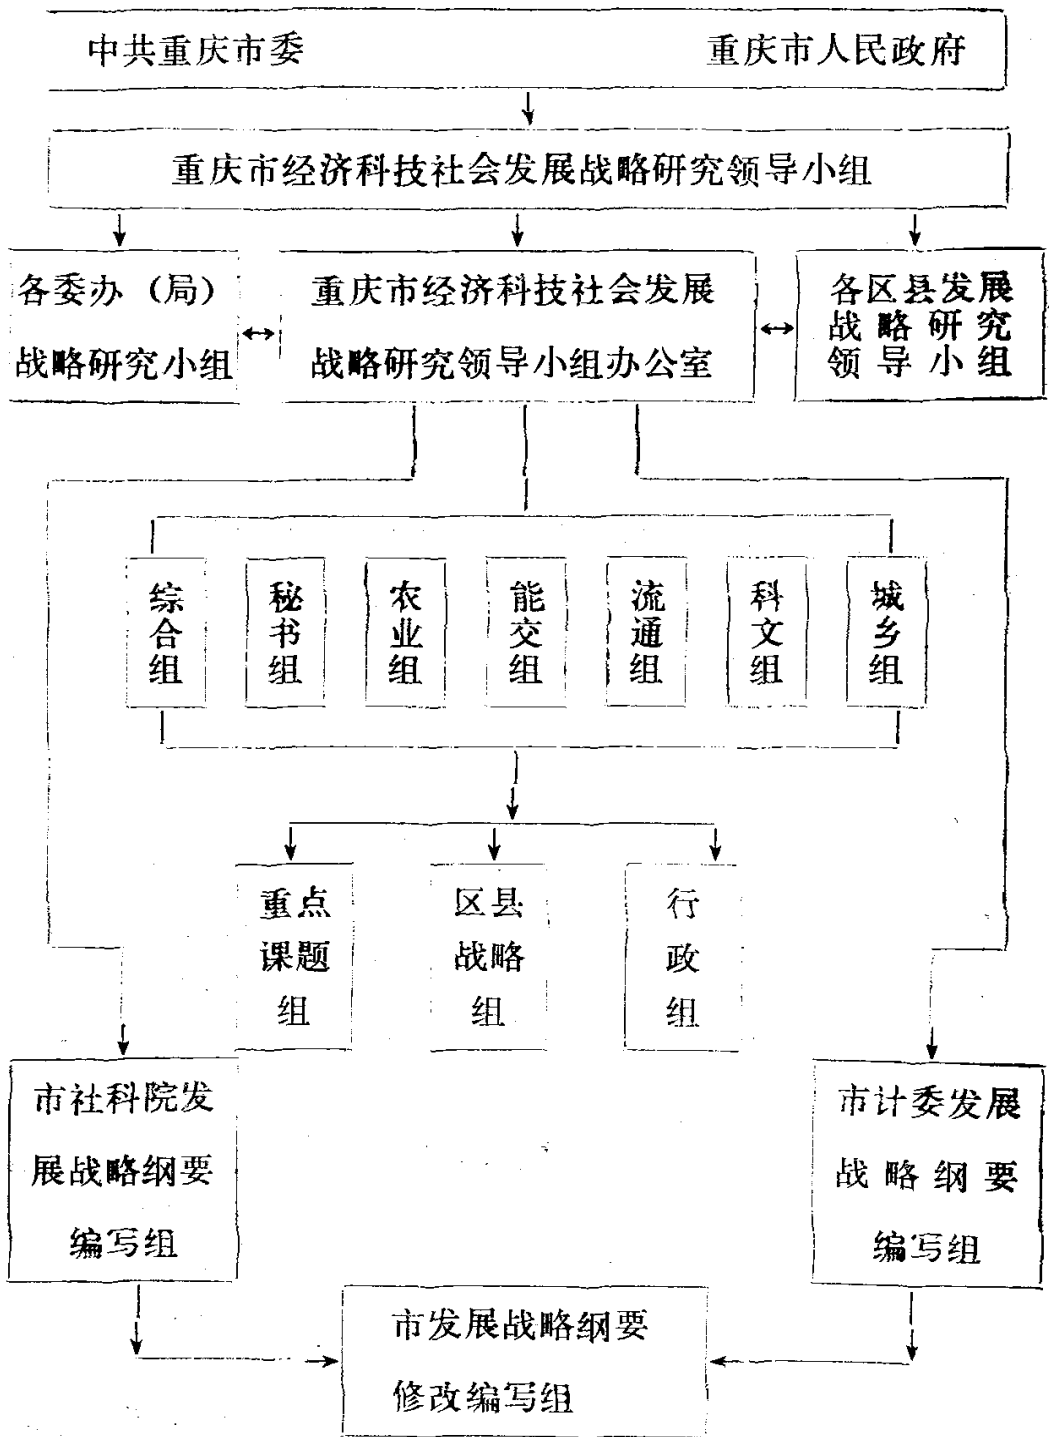 中共重庆市委 重庆市人民政府
重庆市经济科技社会发展战略研究领导小组
各委办（局）
战略研究小组
重庆市经济科技社会发展
战略研究领导小组办公室
各区县发展
战略研究
领导小组
综合组
秘书组
农业组
能交组
流通组
科文组
城乡组
重点
课题
组
区县
战略
组
行
政
组
市社科院发
展战略纲要
编写组
市计委发展
战略纲要
编写组
市发展战略纲要
修改编写组